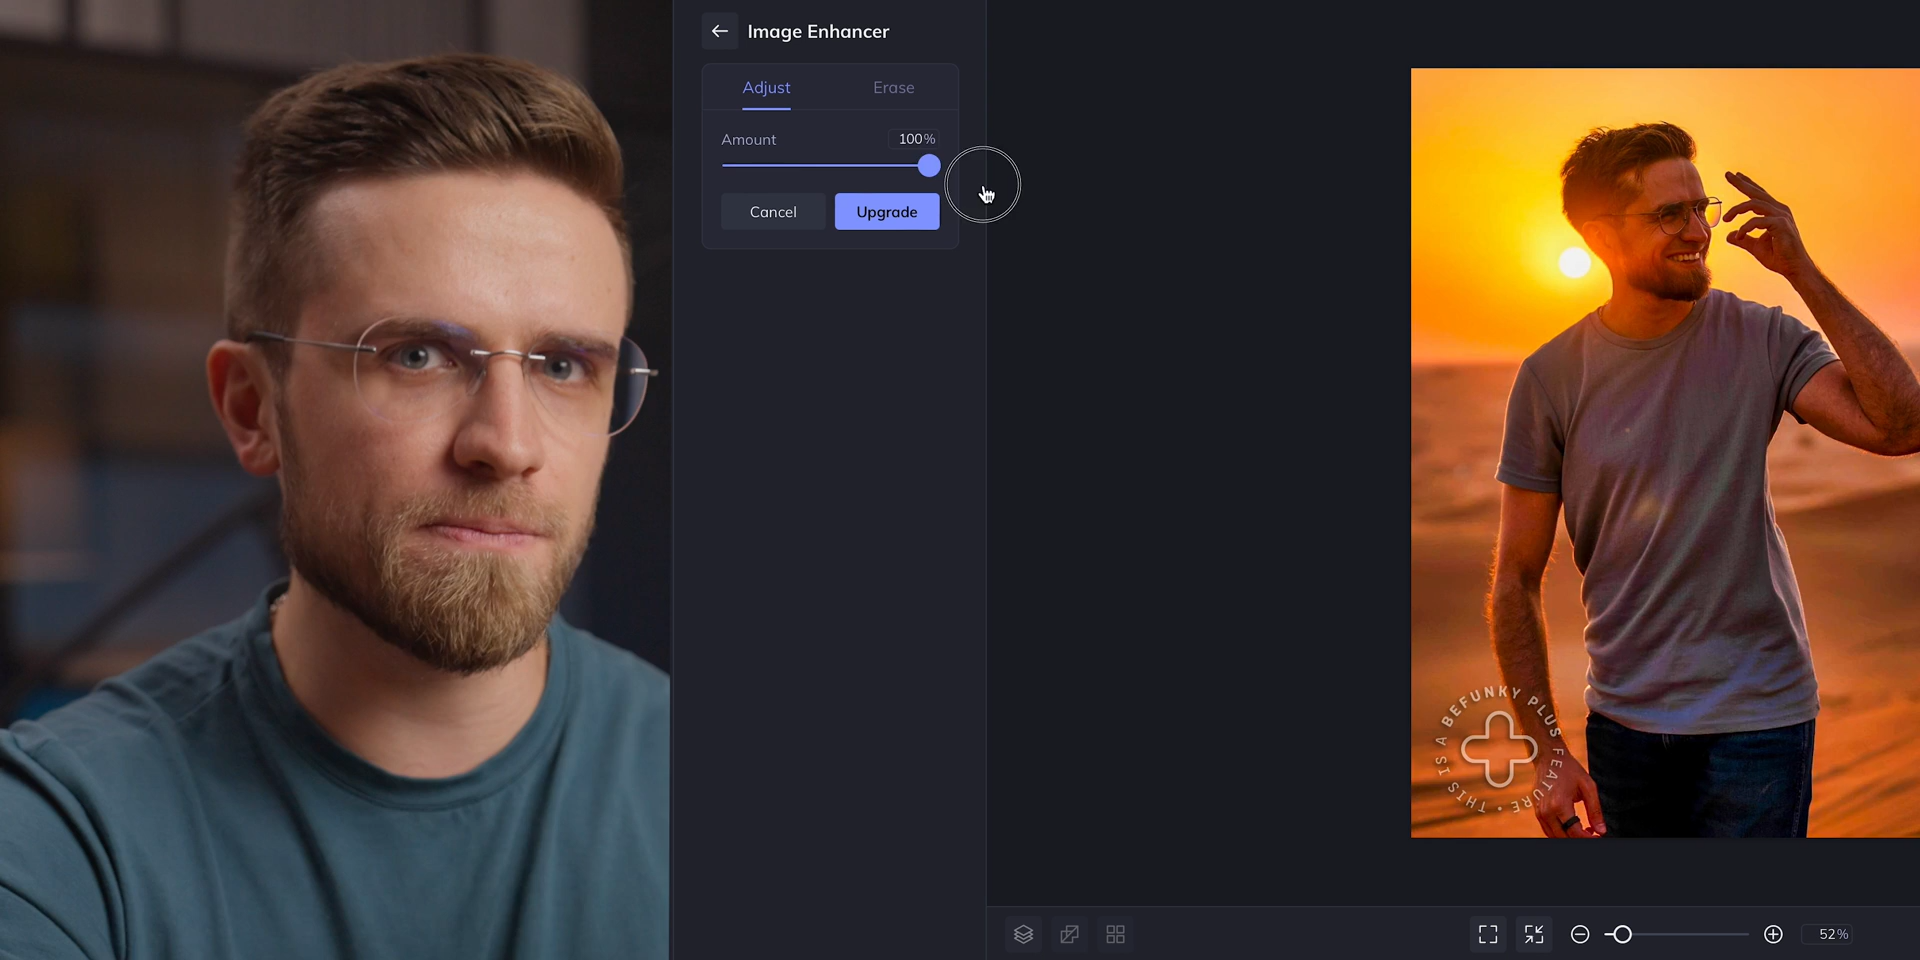 Image Enhancer
Adjust
Erase
Amount
100%
Cancel
Upgrade
THIS IS A BEFUNKY PLUS FEATURE •
52%